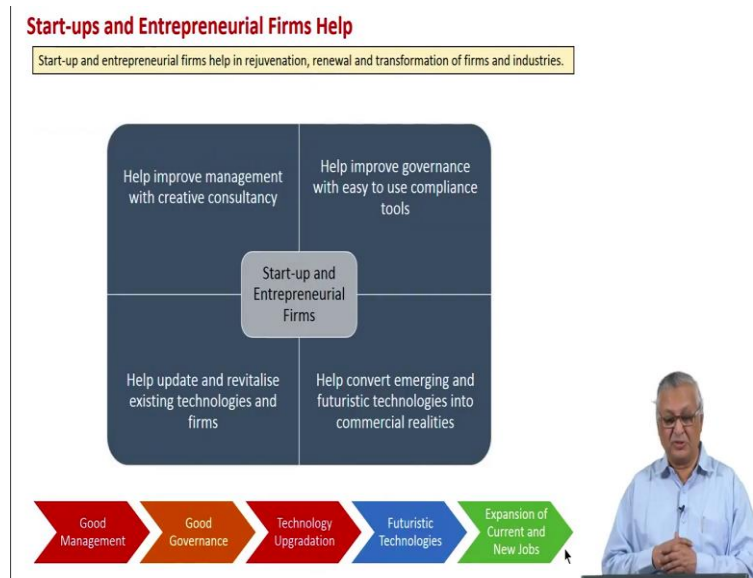 Start-ups and Entrepreneurial Firms Help
Start-up and entrepreneurial firms help in rejuvenation, renewal and transformation of firms and industries.
Help improve management
with creative consultancy
Help improve governance
with easy to use compliance
tools
Start-up and
Entrepreneurial
Firms
Help update and revitalise
existing technologies and
firms
Help convert emerging and
futuristic technologies into
commercial realities
Good
Management
Good
Governance
Technology
Upgradation
Futuristic
Technologies
Expansion of
Current and
New Jobs